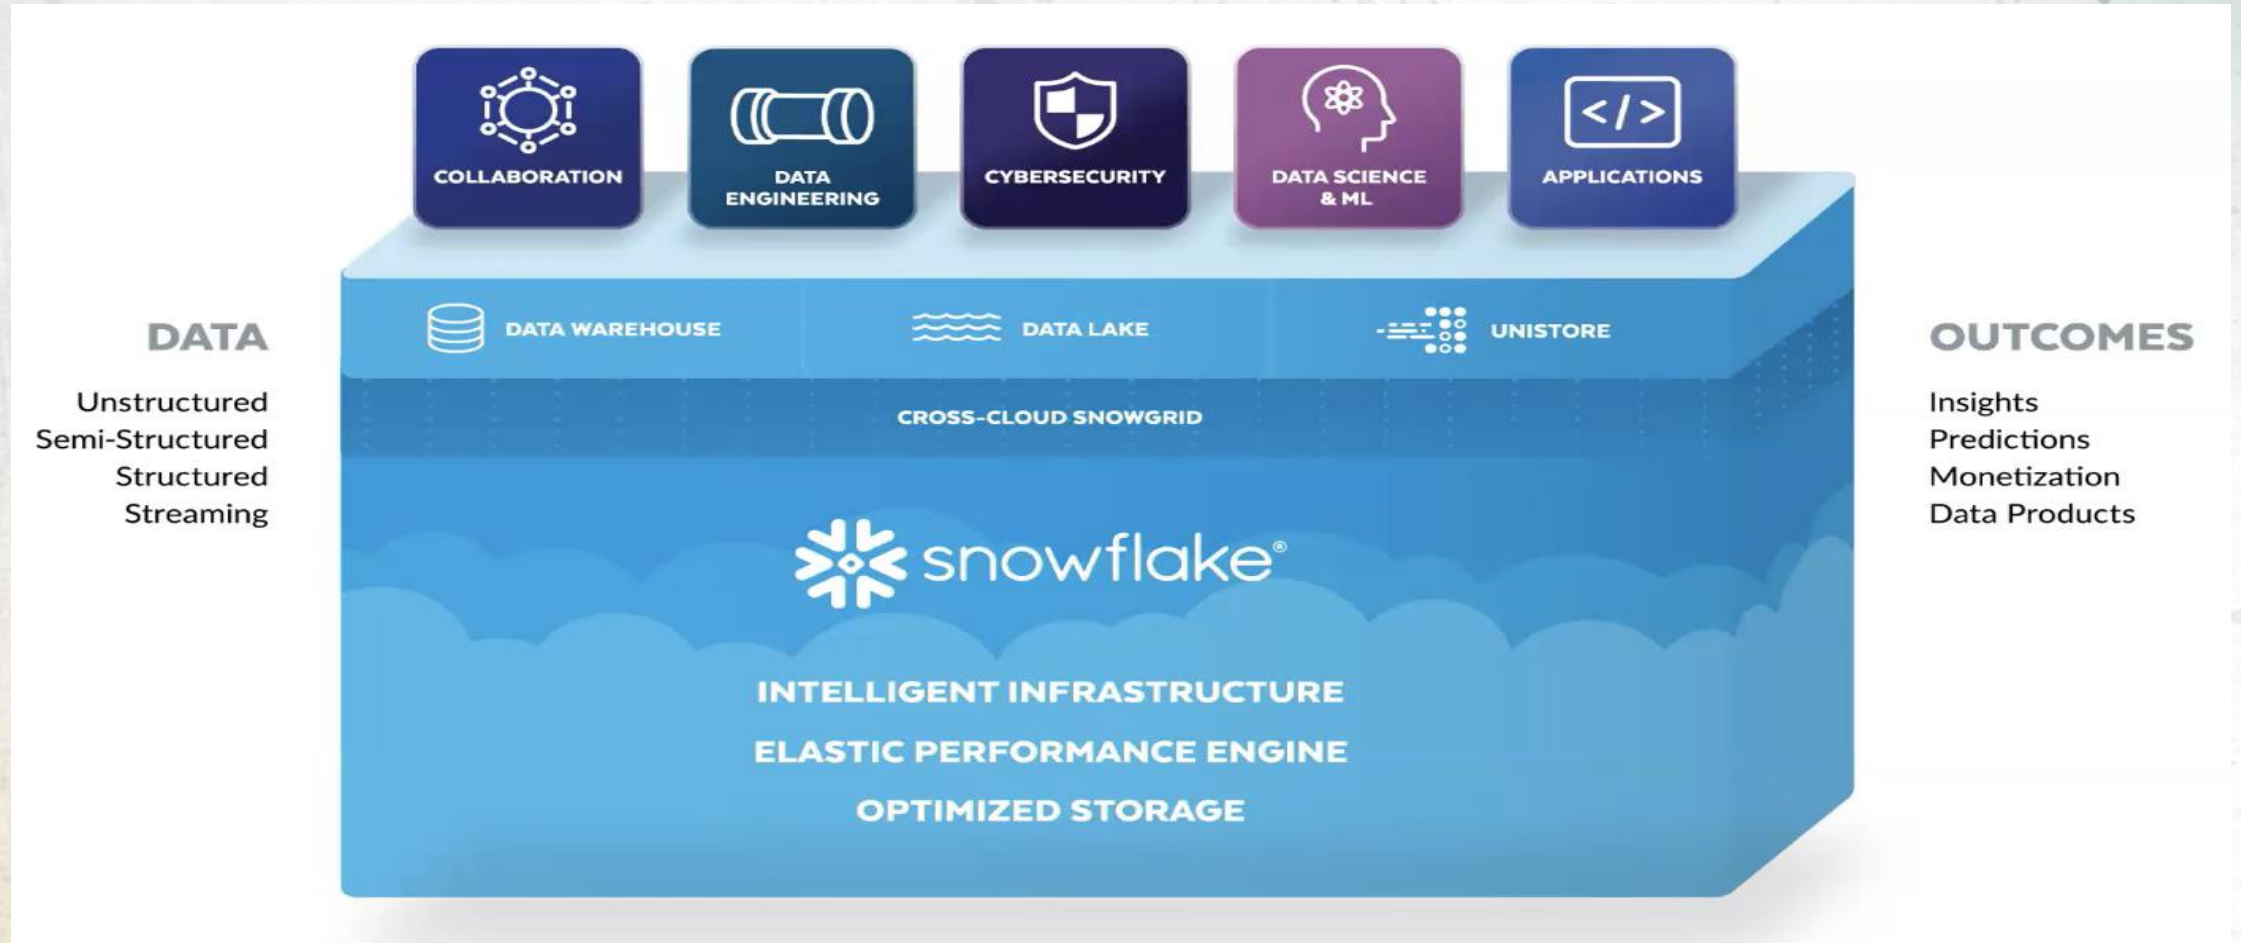 COLLABORATION
DATA
ENGINEERING
CYBERSECURITY
DATA SCIENCE
& ML
</>
APPLICATIONS
DATA WAREHOUSE
DATA LAKE
UNISTORE
CROSS-CLOUD SNOWGRID
DATA
Unstructured
Semi-Structured
Structured
Streaming
snowflake®
INTELLIGENT INFRASTRUCTURE
ELASTIC PERFORMANCE ENGINE
OPTIMIZED STORAGE
OUTCOMES
Insights
Predictions
Monetization
Data Products